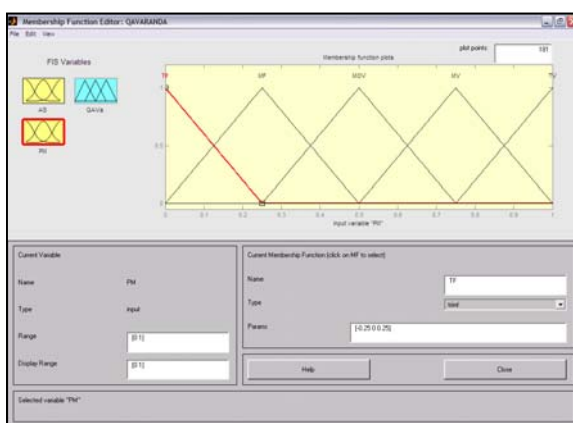 Membership Function Editor: QAVARANDA
File Edit View
FIS Variables
plot points:
181
Membership function plots
TF MF MDV MV TV
AS
QAVa
PM
1
0.5
0
0 0.1 0.2 0.3 0.4 0.5 0.6 0.7 0.8 0.9 1
input variable "PM"
Current Variable
Name PM
Type input
Range [0 1]
Display Range [0 1]
Current Membership Function (click on MF to select)
Name TF
Type trimf
Params [-0.25 0 0.25]
Help Close
Selected variable "PM"